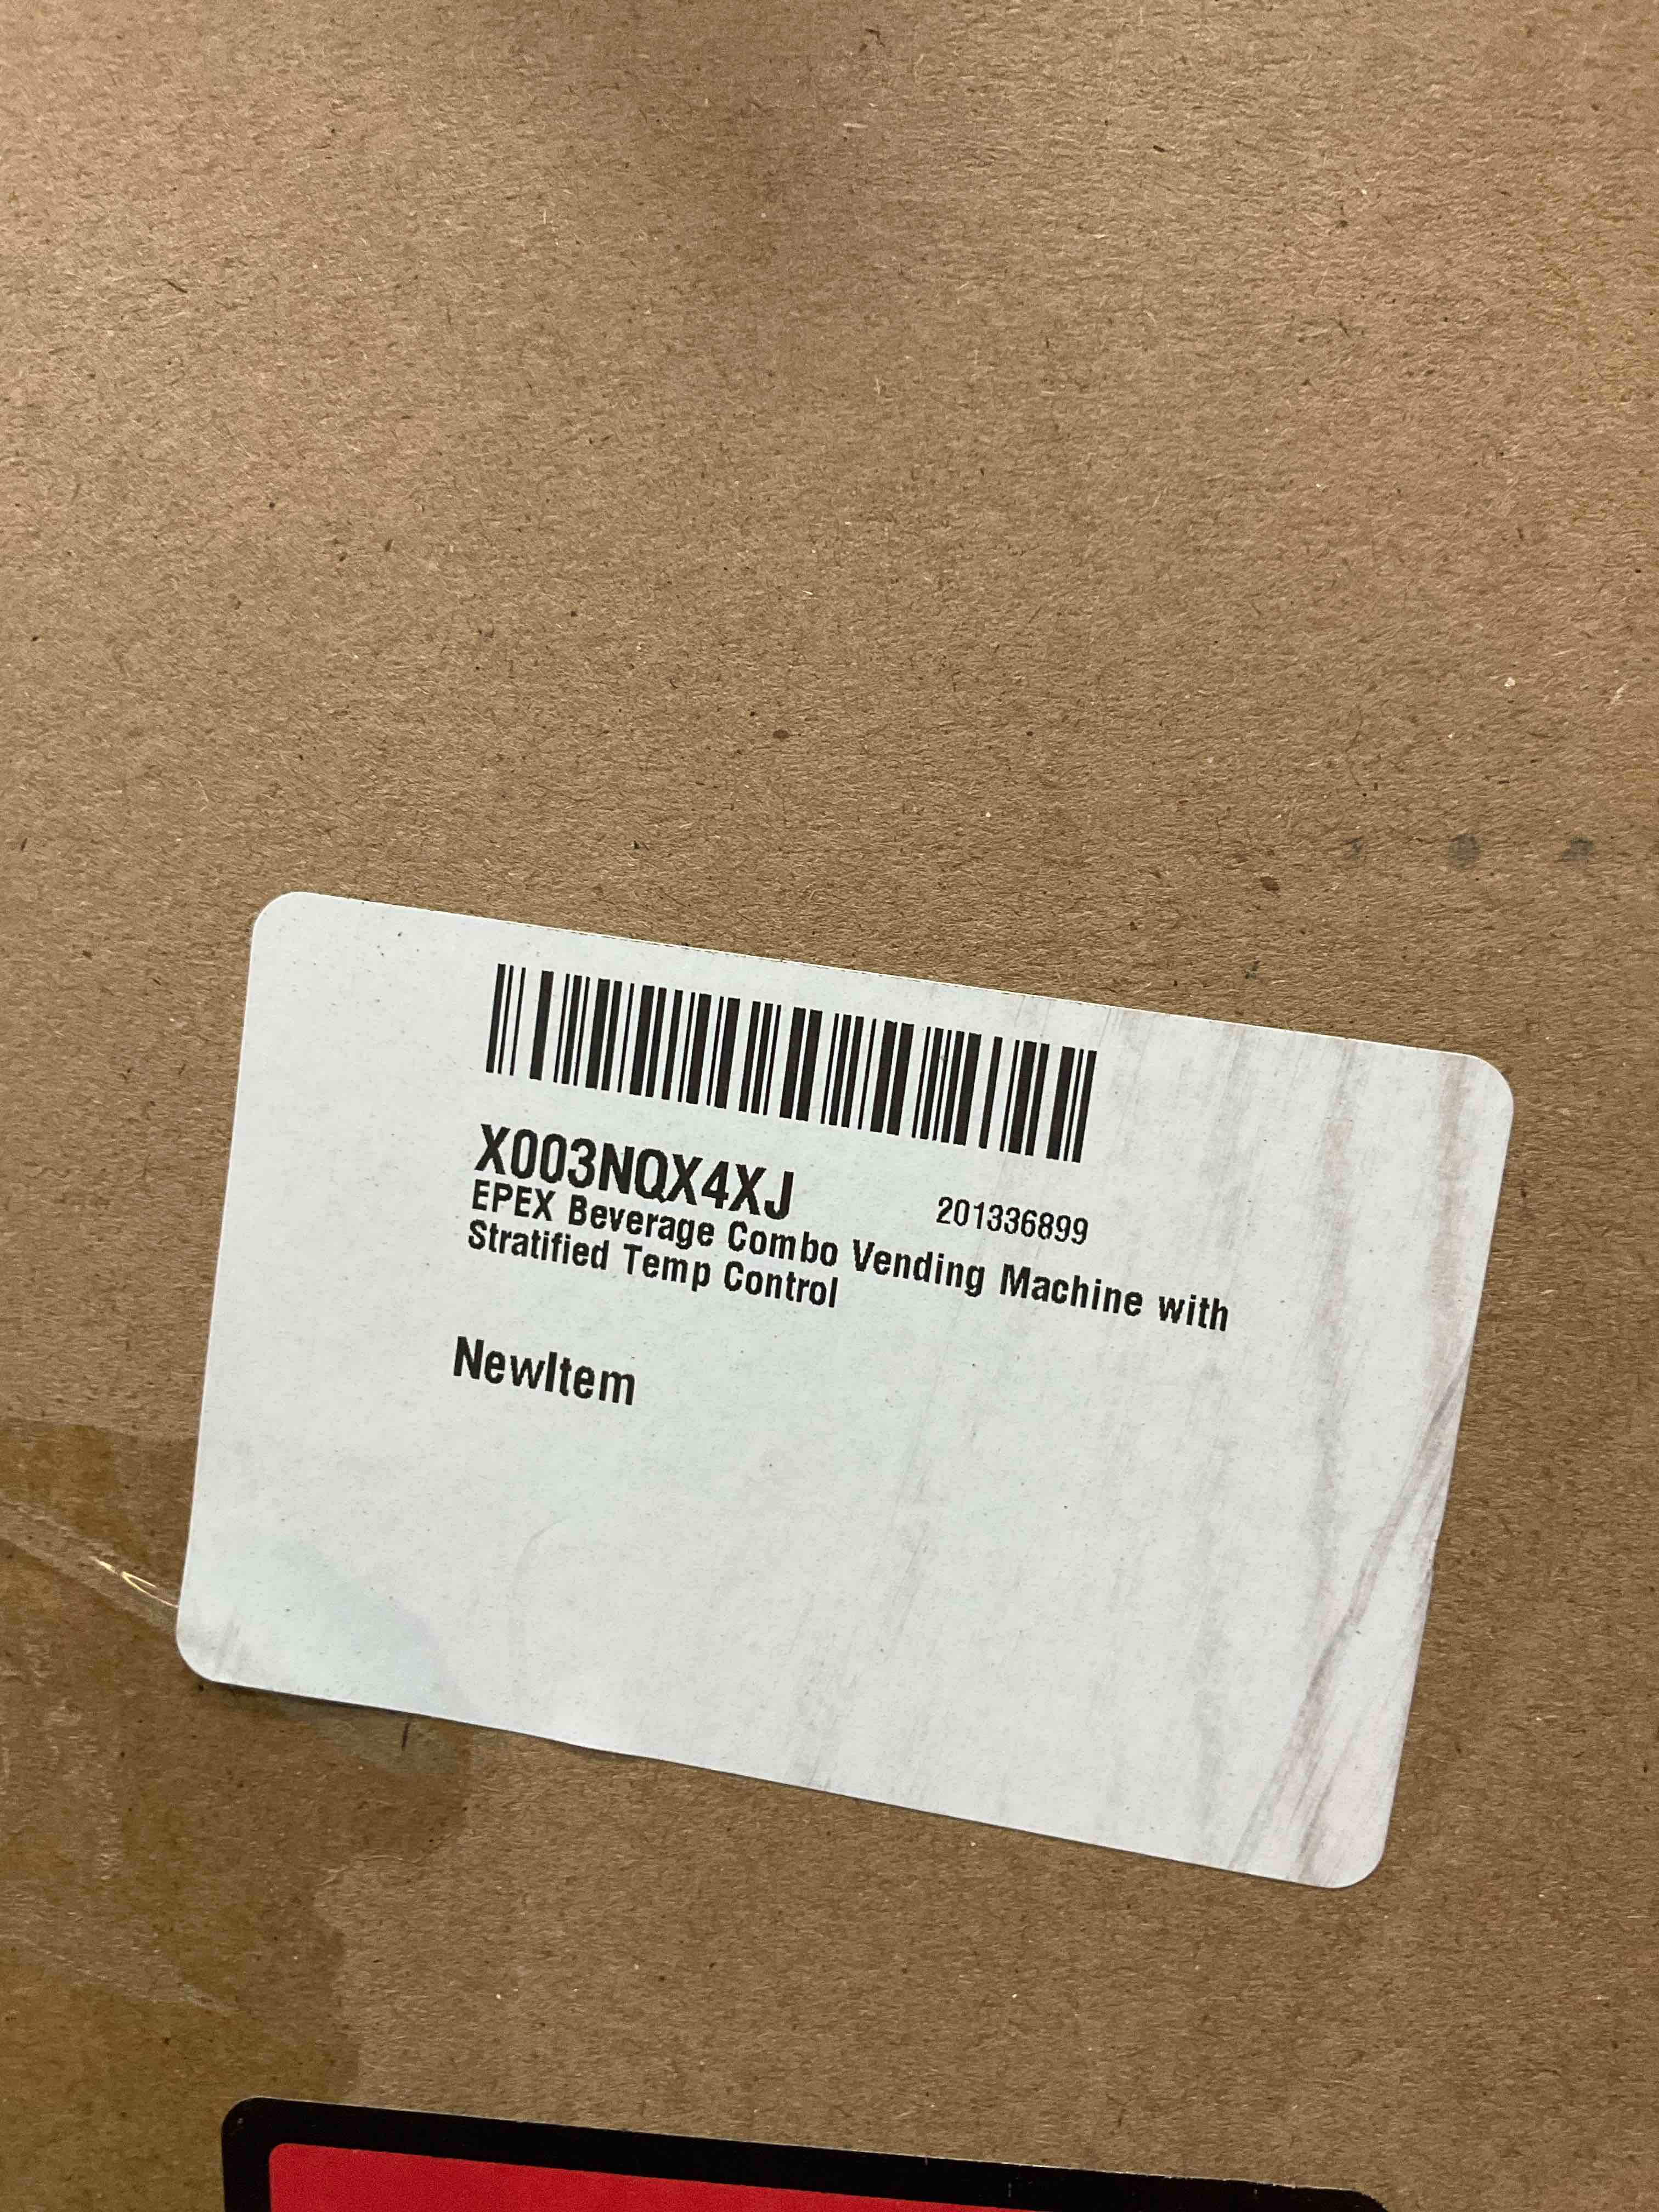 X003NQX4XJ 201336899
EPEX Beverage Combo Vending Machine with
Stratified Temp Control
NewItem